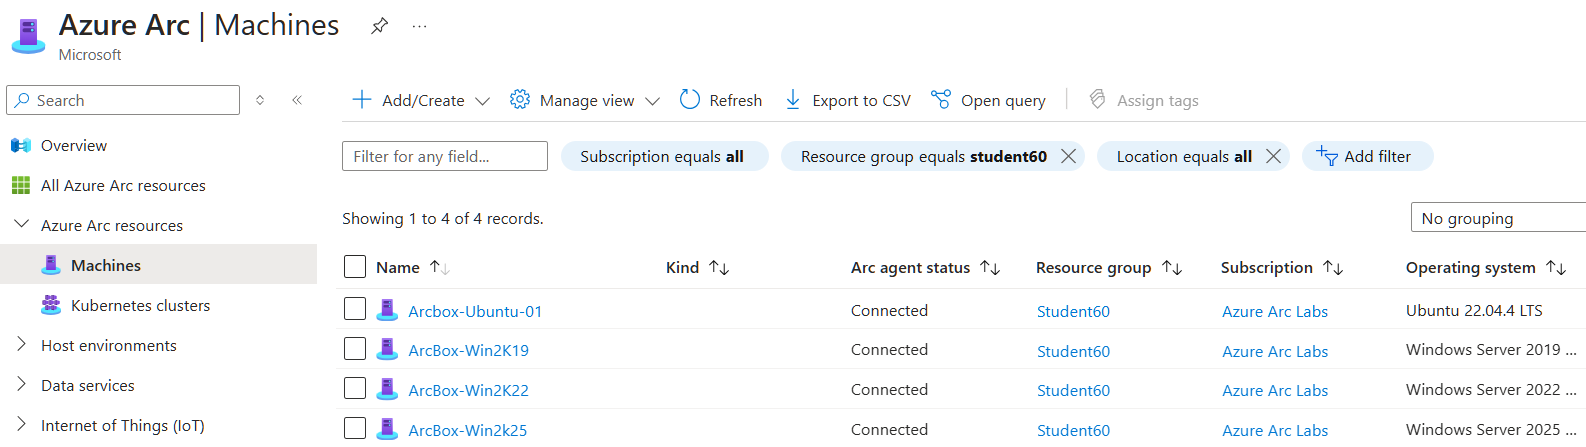 Azure Arc | Machines
Microsoft
Search
Overview
All Azure Arc resources
Azure Arc resources
Machines
Kubernetes clusters
Host environments
Data services
Internet of Things (IoT)
Add/Create Manage view Refresh Export to CSV Open query Assign tags
Filter for any field... Subscription equals all Resource group equals student60 Location equals all Add filter
Showing 1 to 4 of 4 records.
No grouping
Name Kind Arc agent status Resource group Subscription Operating system
Arcbox-Ubuntu-01 Connected Student60 Azure Arc Labs Ubuntu 22.04.4 LTS
ArcBox-Win2K19 Connected Student60 Azure Arc Labs Windows Server 2019 ...
ArcBox-Win2K22 Connected Student60 Azure Arc Labs Windows Server 2022 ...
ArcBox-Win2k25 Connected Student60 Azure Arc Labs Windows Server 2025 ...